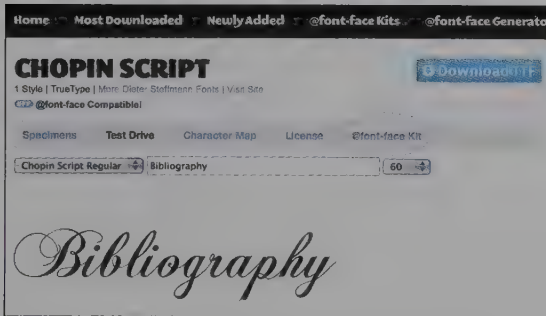 Home Most Downloaded Newly Added @font-face Kits @font-face Generato
CHOPIN SCRIPT
Download TTF
1 Style | TrueType | More Dieter Steffmann Fonts | Visit Site
@font-face Compatible!
Specimens Test Drive Character Map License @font-face Kit
Chopin Script Regular Bibliography 60
Bibliography